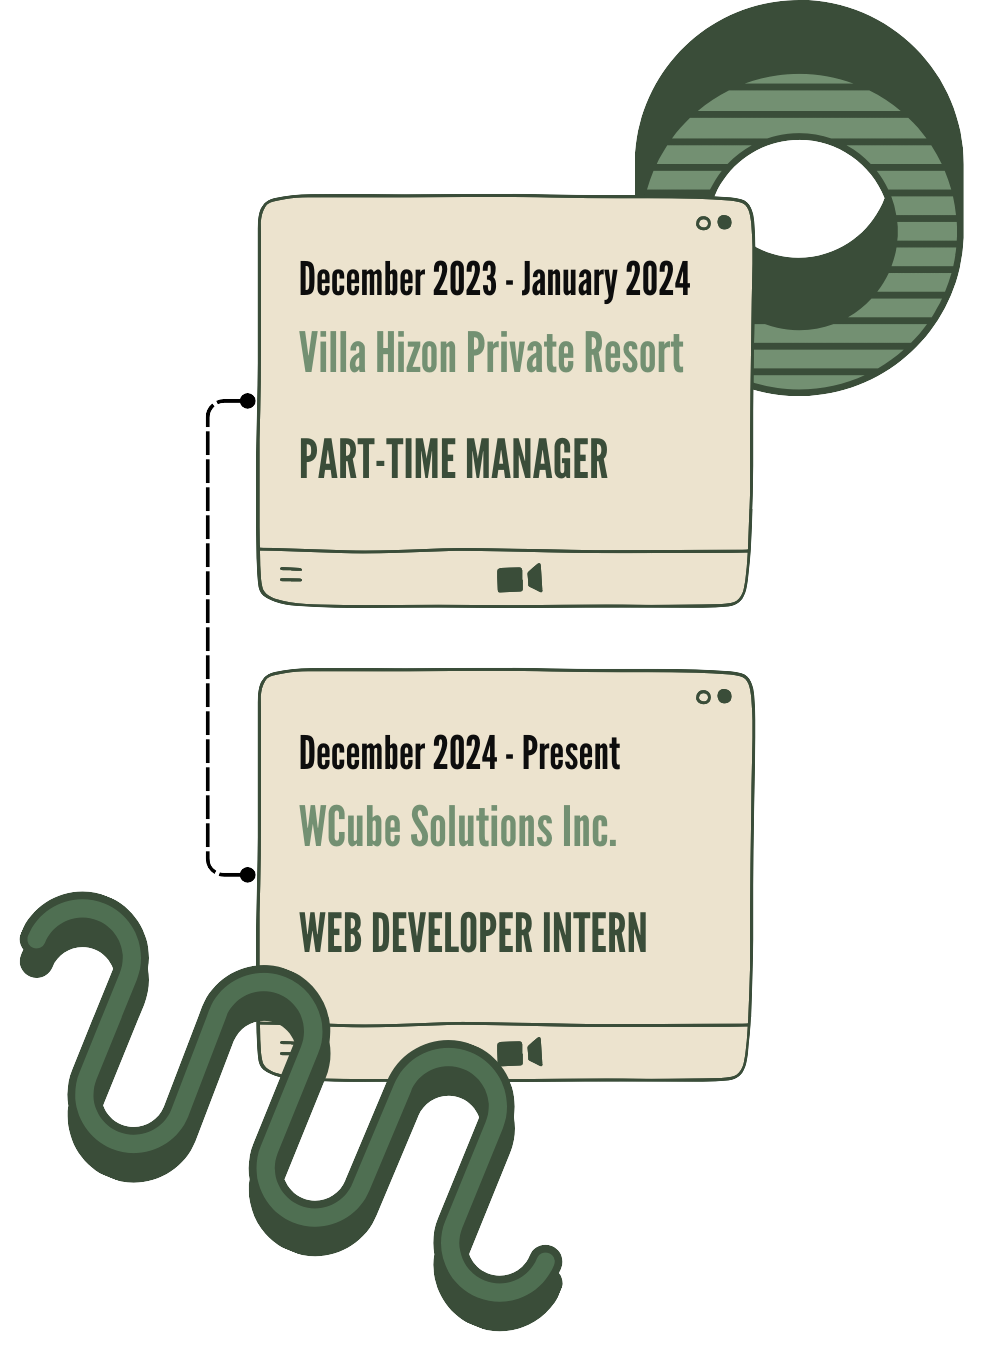 December 2023 - January 2024
Villa Hizon Private Resort
PART-TIME MANAGER
December 2024 - Present
WCube Solutions Inc.
WEB DEVELOPER INTERN